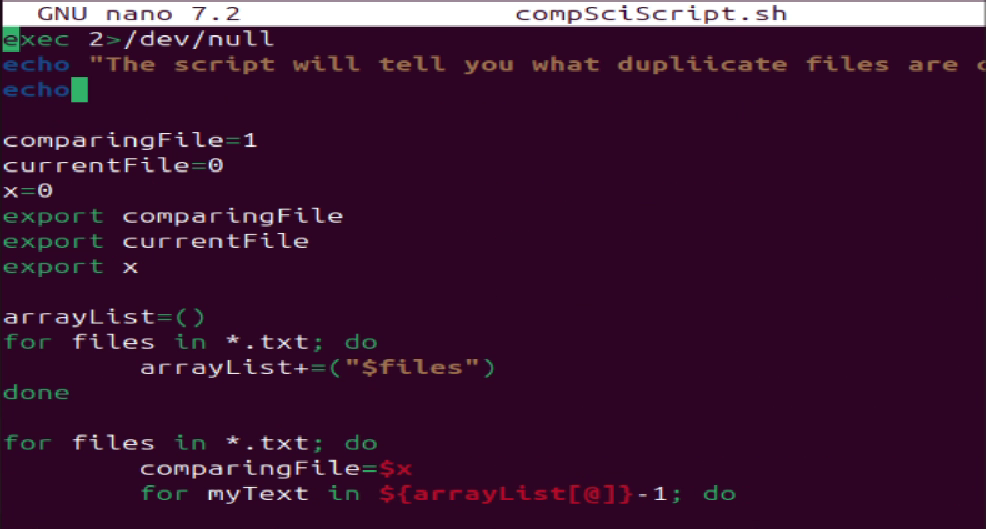 GNU nano 7.2 compSciScript.sh
exec 2>/dev/null
echo "The script will tell you what dupliicate files are
echo
comparingFile=1
currentFile=0
x=0
export comparingFile
export currentFile
export x
arrayList=()
for files in *.txt; do
arrayList+=("$files")
done
for files in *.txt; do
comparingFile=$x
for myText in ${arrayList[@]}-1; do